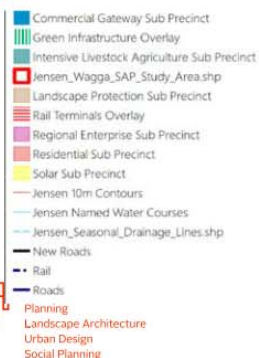 Commercial Gateway Sub Precinct
Green Infrastructure Overlay
Intensive Livestock Agriculture Sub Precinct
Jensen_Wagga_SAP_Study_Area.shp
Landscape Protection Sub Precinct
Rail Terminals Overlay
Regional Enterprise Sub Precinct
Residential Sub Precinct
Solar Sub Precinct
Jensen 10m Contours
Jensen Named Water Courses
Jensen_Seasonal_Drainage_Lines.shp
New Roads
Rail
Roads
Planning
Landscape Architecture
Urban Design
Social Planning